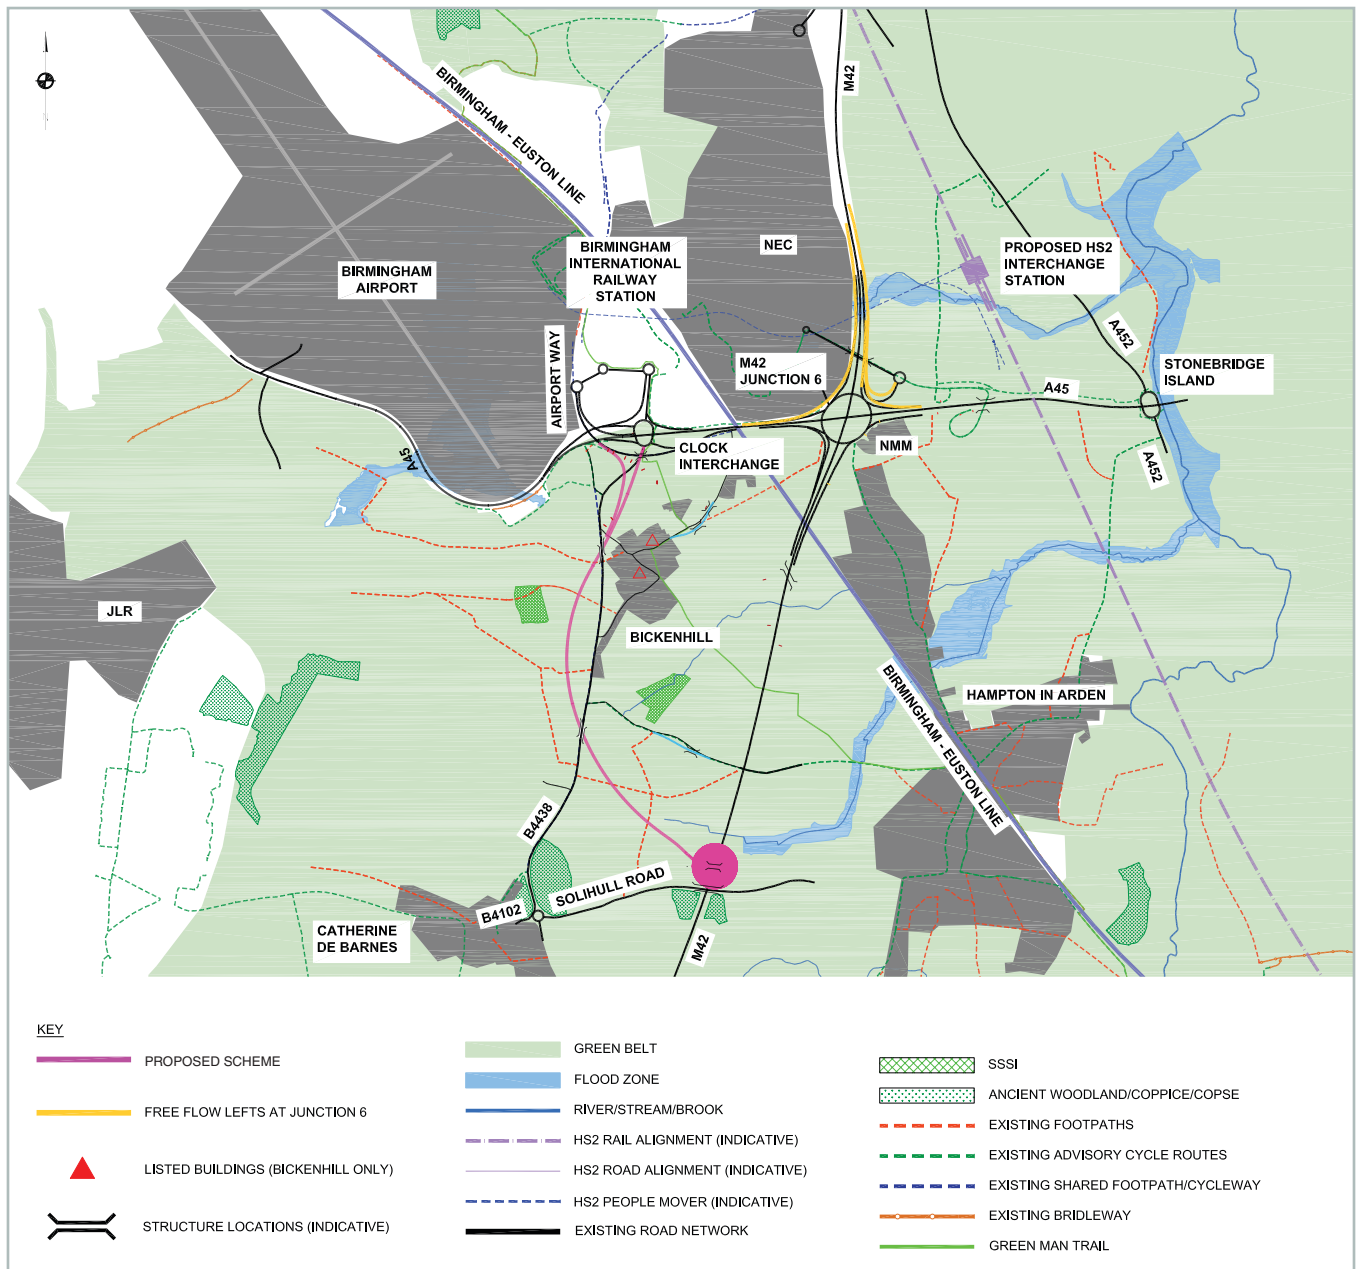 M42
BIRMINGHAM - EUSTON LINE
BIRMINGHAM
AIRPORT
BIRMINGHAM
INTERNATIONAL
RAILWAY
STATION
NEC
PROPOSED HS2
INTERCHANGE
STATION
A452
STONEBRIDGE
ISLAND
AIRPORT WAY
M42
JUNCTION 6
A45
A45
CLOCK
INTERCHANGE
NMM
A452
JLR
BICKENHILL
HAMPTON IN ARDEN
BIRMINGHAM - EUSTON LINE
B4438
SOLIHULL ROAD
B4102
CATHERINE
DE BARNES
M42
KEY
PROPOSED SCHEME
FREE FLOW LEFTS AT JUNCTION 6
LISTED BUILDINGS (BICKENHILL ONLY)
STRUCTURE LOCATIONS (INDICATIVE)
GREEN BELT
FLOOD ZONE
RIVER/STREAM/BROOK
HS2 RAIL ALIGNMENT (INDICATIVE)
HS2 ROAD ALIGNMENT (INDICATIVE)
HS2 PEOPLE MOVER (INDICATIVE)
EXISTING ROAD NETWORK
SSSI
ANCIENT WOODLAND/COPPICE/COPSE
EXISTING FOOTPATHS
EXISTING ADVISORY CYCLE ROUTES
EXISTING SHARED FOOTPATH/CYCLEWAY
EXISTING BRIDLEWAY
GREEN MAN TRAIL